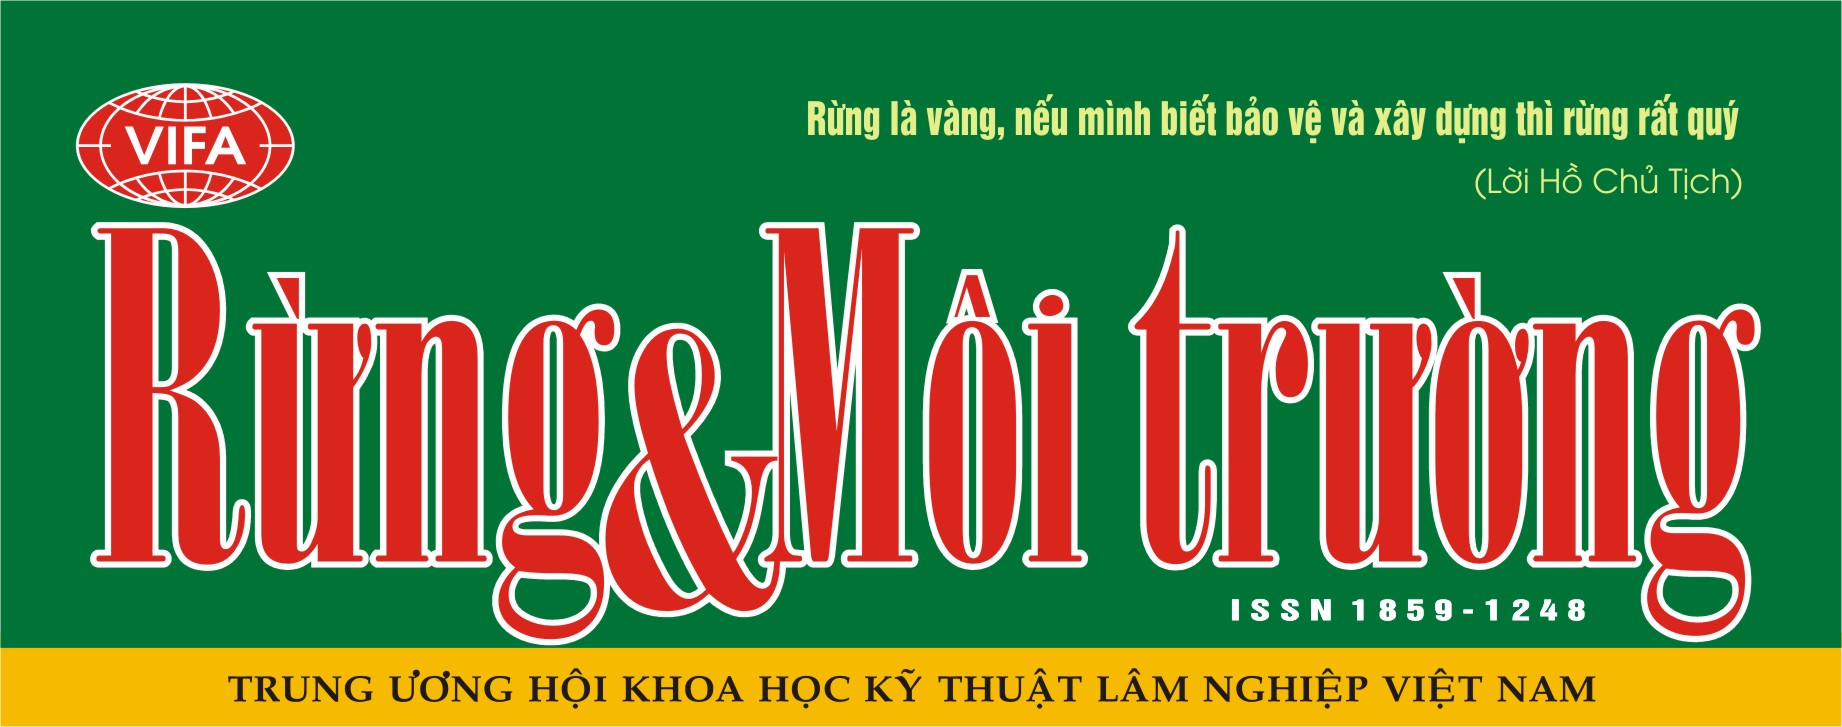 VIFA
Rừng là vàng, nếu mình biết bảo vệ và xây dựng thì rừng rất quý
(Lời Hồ Chủ Tịch)
Rừng & Môi trường
ISSN 1859-1248
TRUNG ƯƠNG HỘI KHOA HỌC KỸ THUẬT LÂM NGHIỆP VIỆT NAM